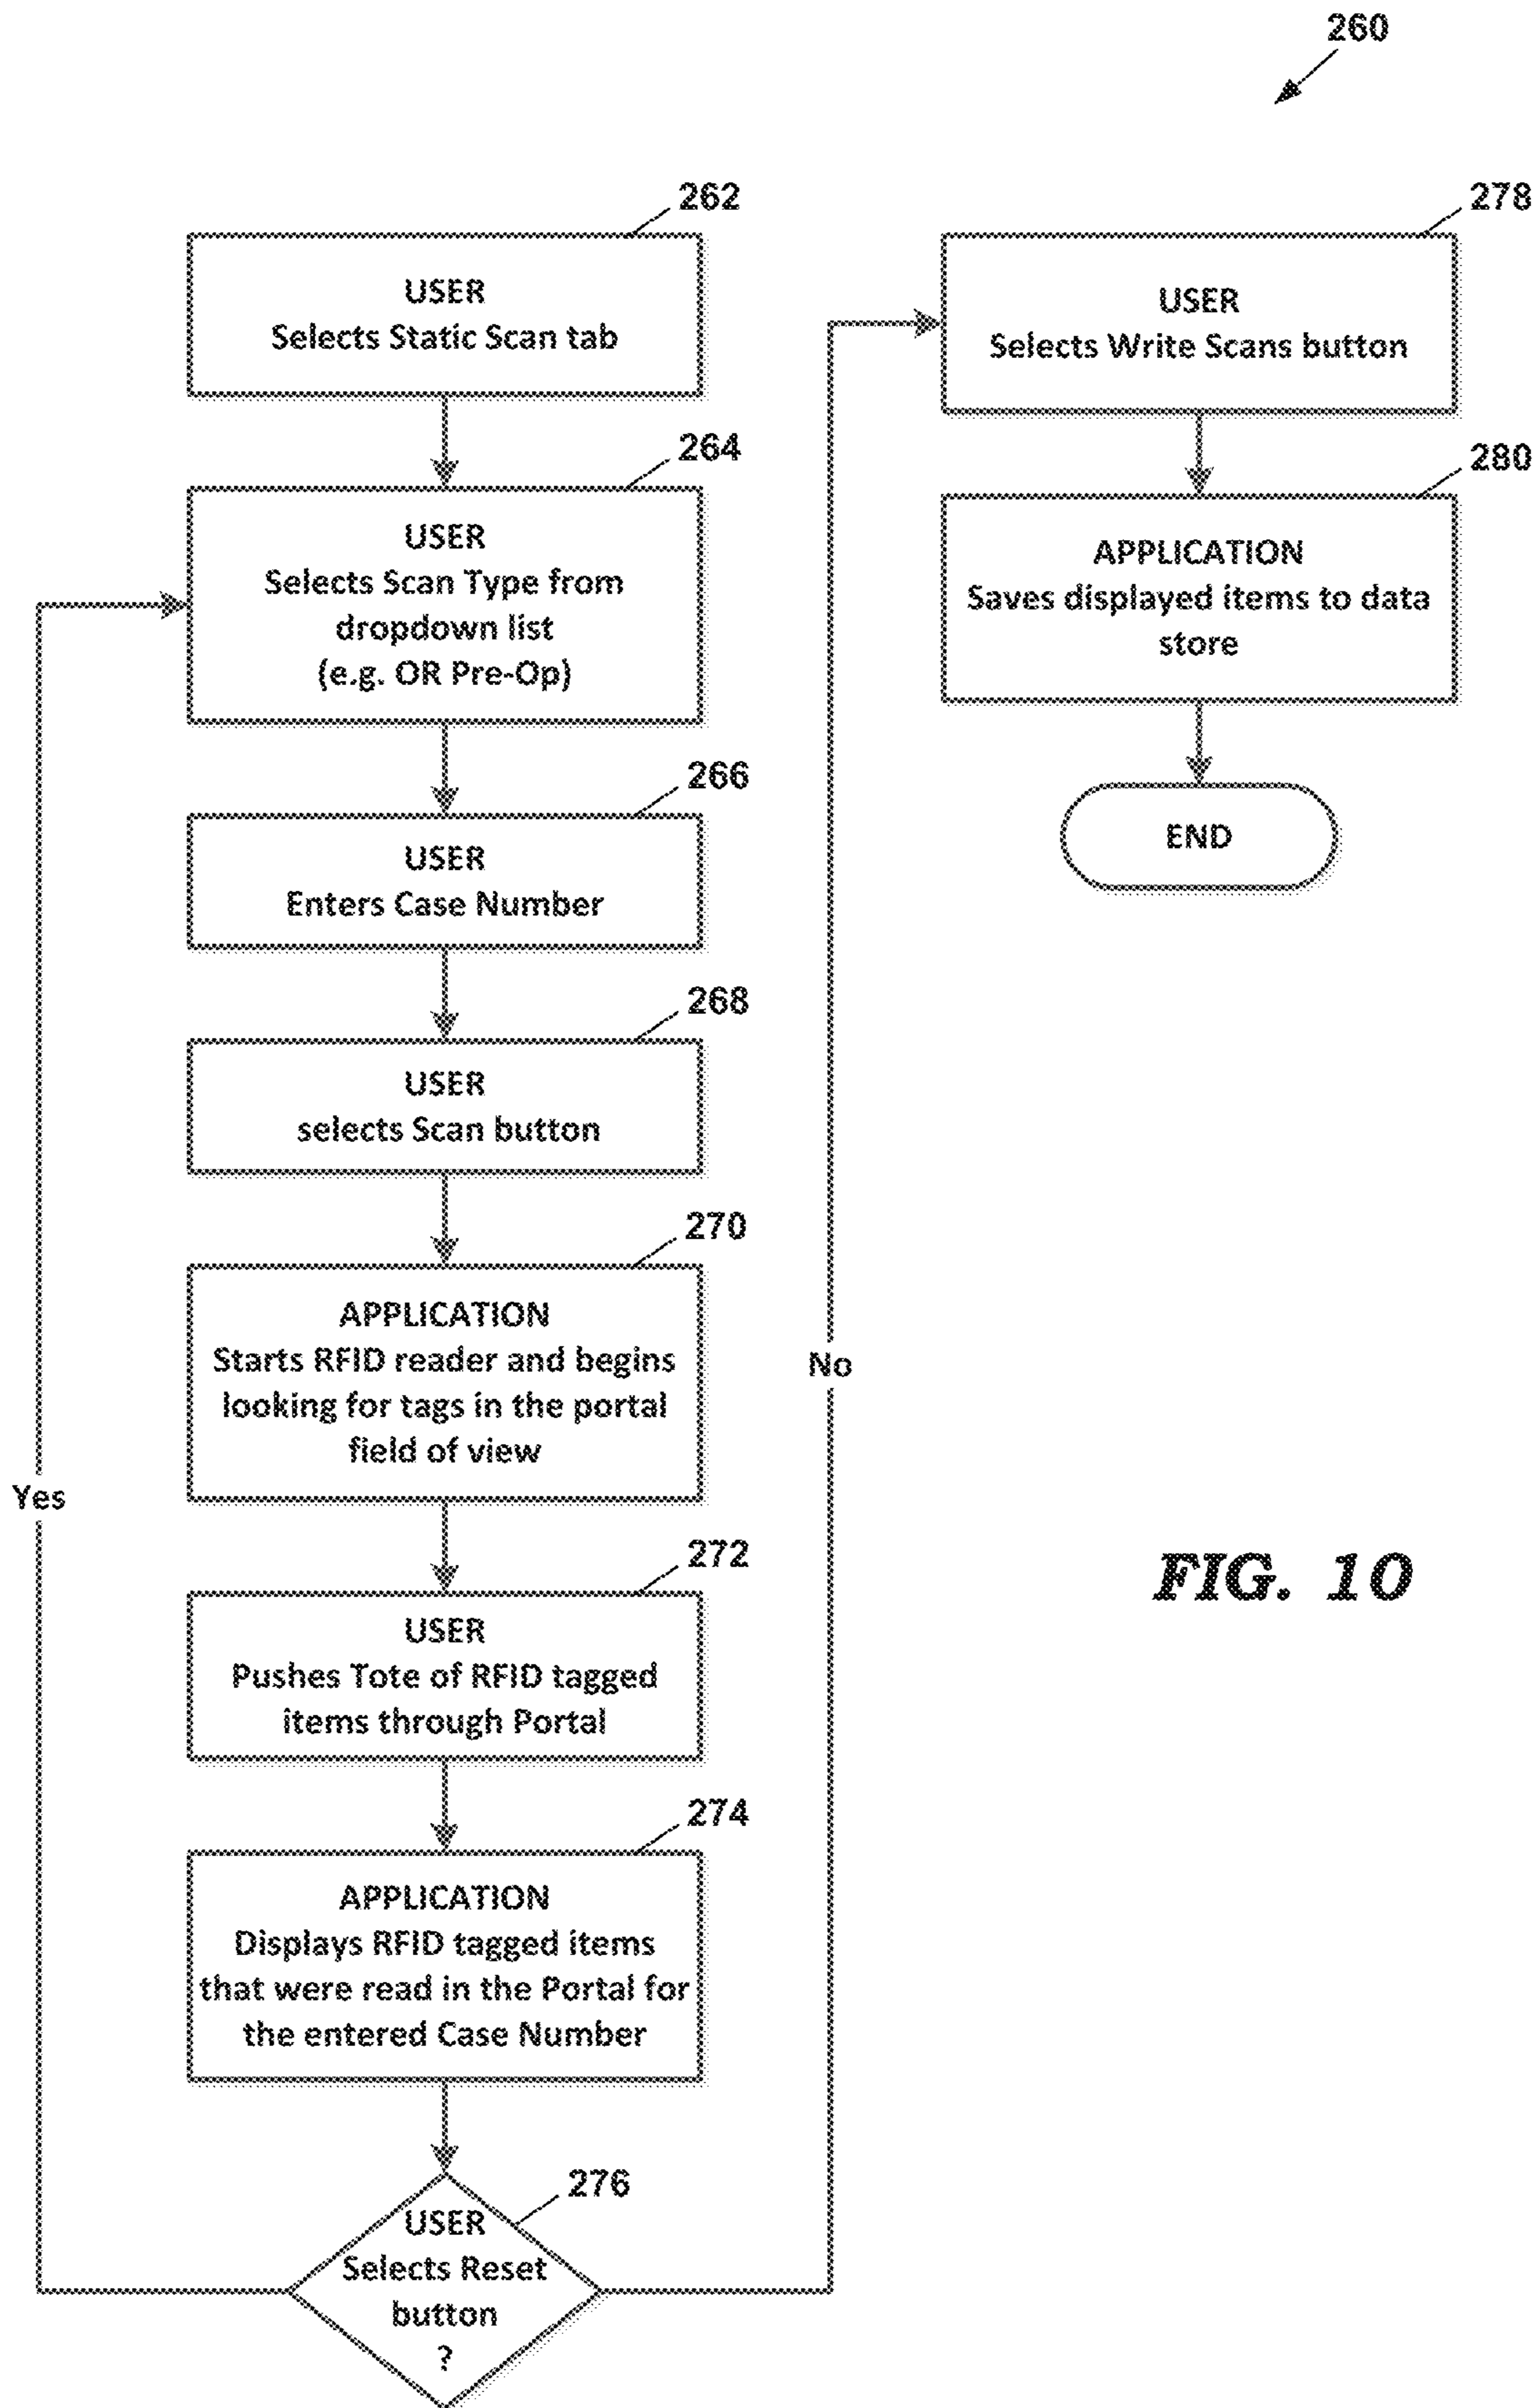 260
262
USER
Selects Static Scan tab
264
USER
Selects Scan Type from
dropdown list
(e.g. OR Pre-Op)
266
USER
Enters Case Number
268
USER
selects Scan button
270
APPLICATION
Starts RFID reader and begins
looking for tags in the portal
field of view
272
USER
Pushes Tote of RFID tagged
items through Portal
274
APPLICATION
Displays RFID tagged items
that were read in the Portal for
the entered Case Number
276
USER
Selects Reset
button
?
Yes
No
278
USER
Selects Write Scans button
280
APPLICATION
Saves displayed items to data
store
END
FIG. 10